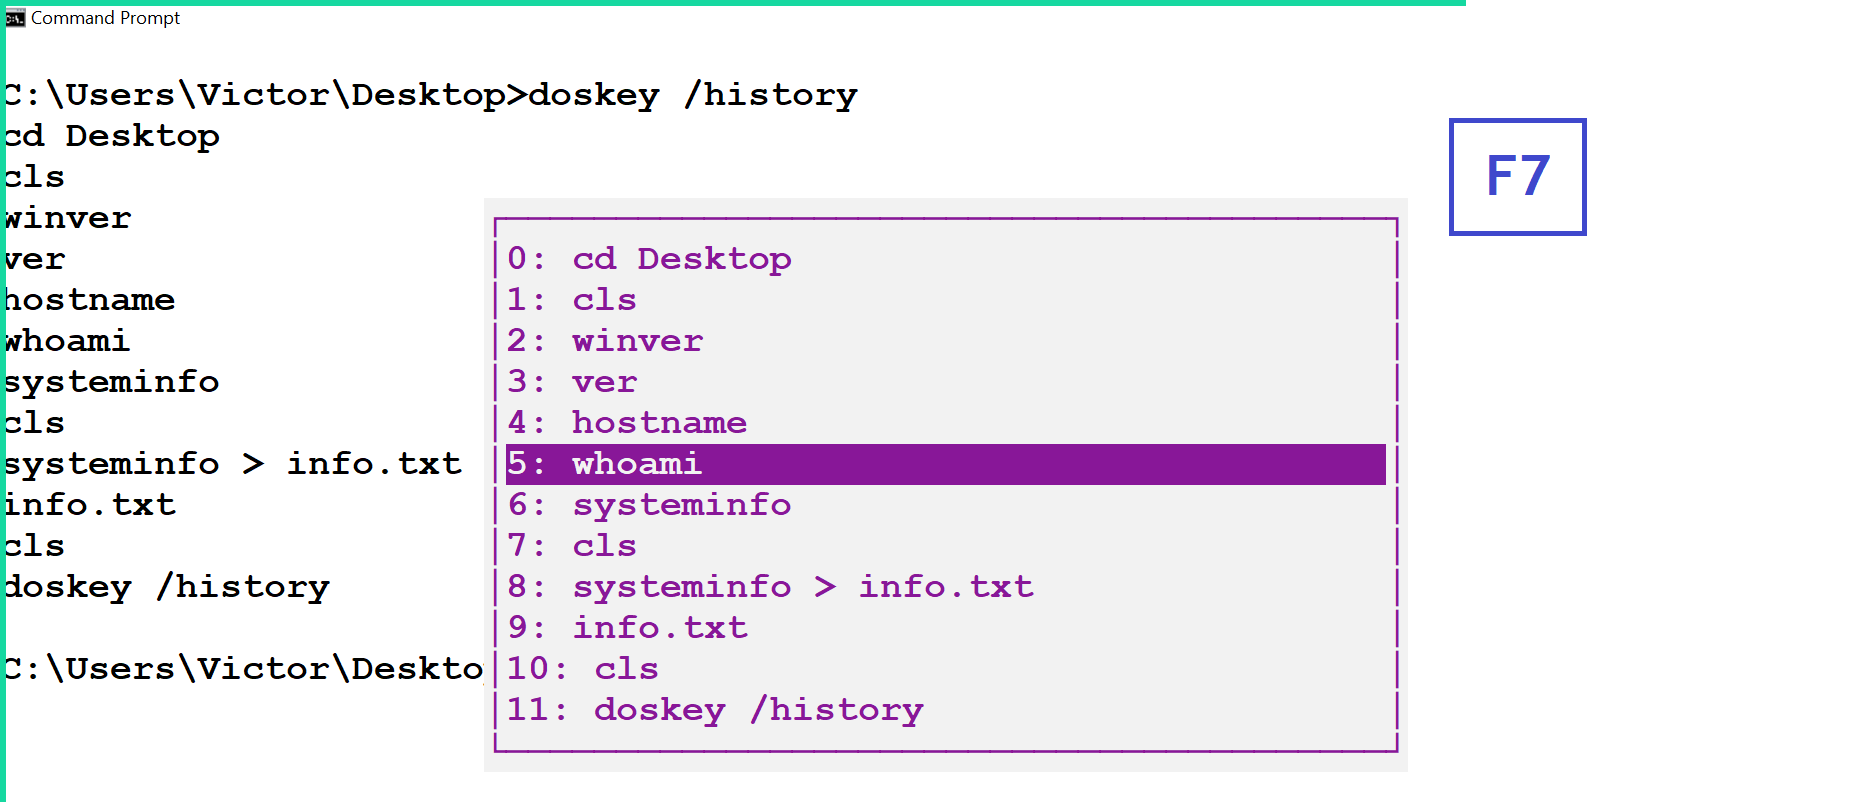 Command Prompt
C:\Users\Victor\Desktop>doskey /history
cd Desktop
cls
winver
ver
hostname
whoami
systeminfo
cls
systeminfo > info.txt
info.txt
cls
doskey /history
C:\Users\Victor\Deskto
0: cd Desktop
1: cls
2: winver
3: ver
4: hostname
5: whoami
6: systeminfo
7: cls
8: systeminfo > info.txt
9: info.txt
10: cls
11: doskey /history
F7